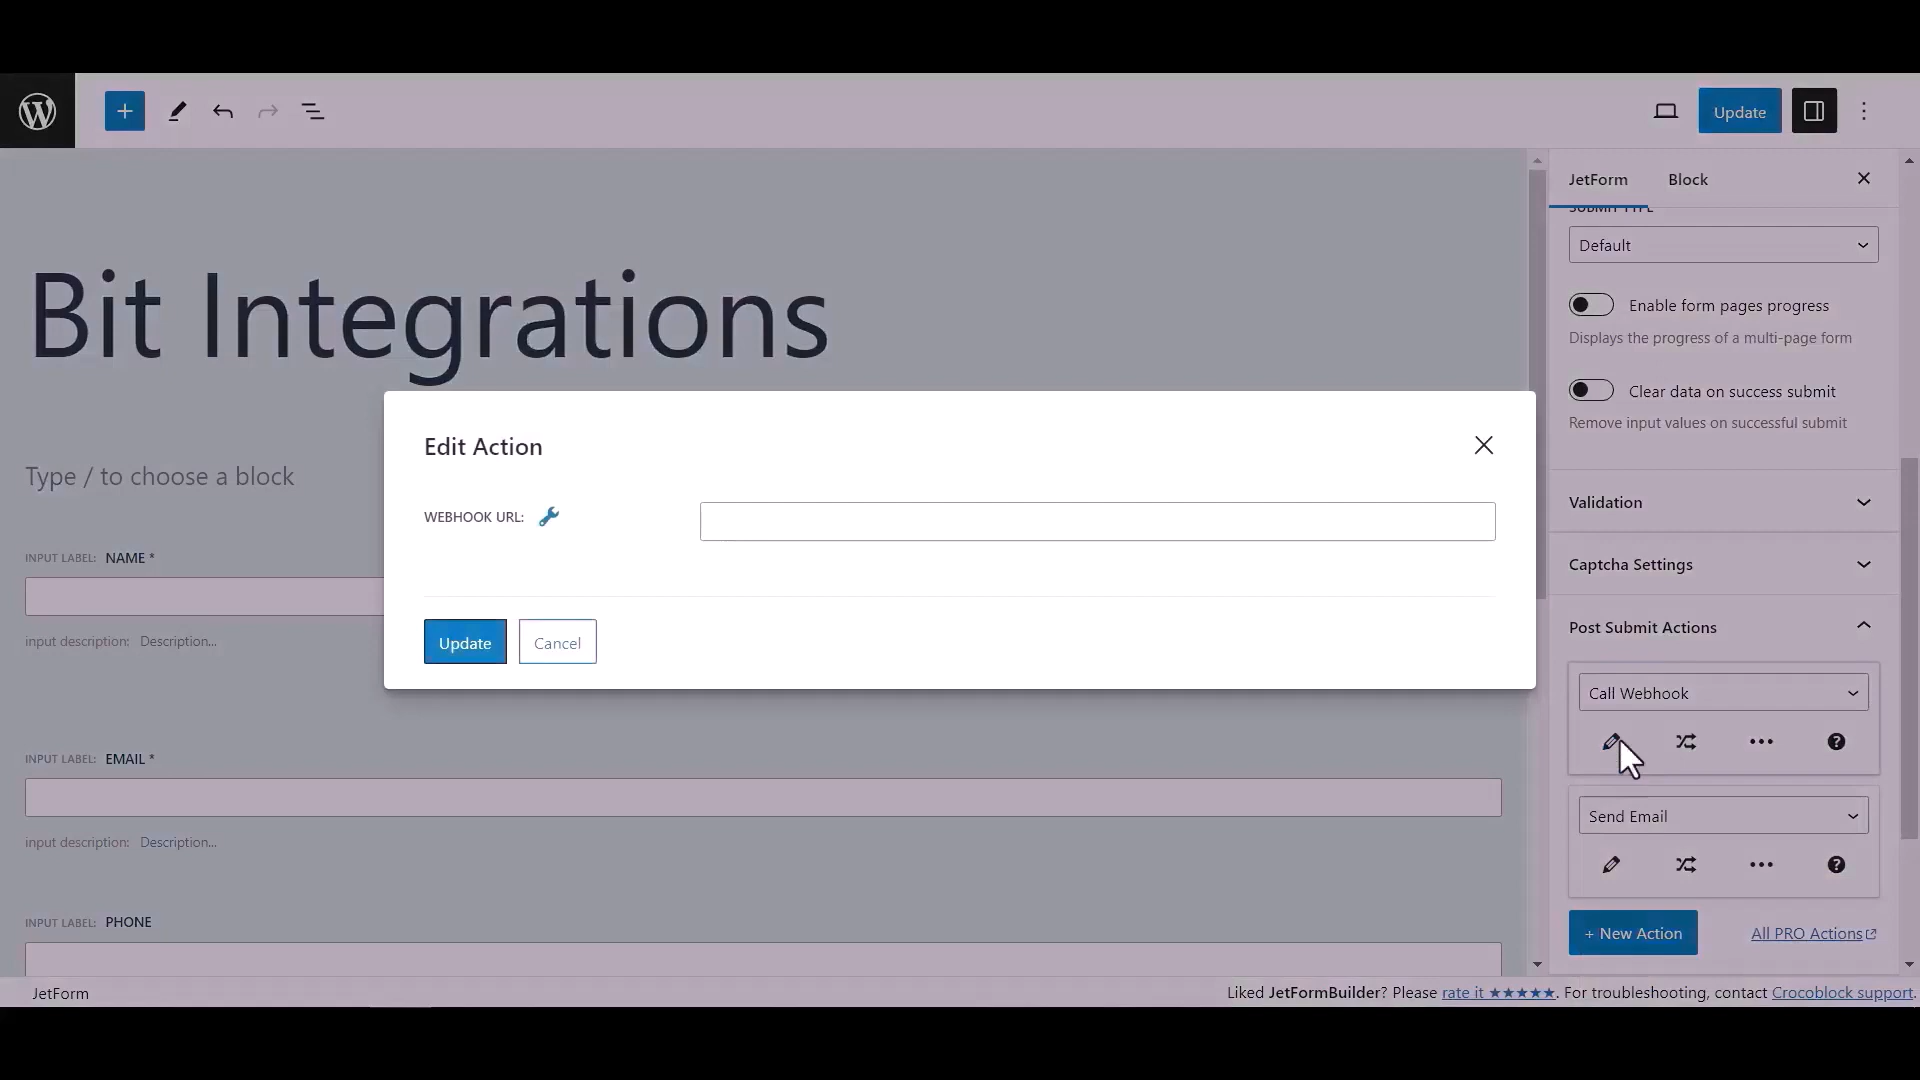 Update
JetForm
Block
SUBMIT TYPE
Default
Enable form pages progress
Displays the progress of a multi-page form
Clear data on success submit
Remove input values on successful submit
Validation
Captcha Settings
Post Submit Actions
Call Webhook
Send Email
+ New Action
All PRO Actions
Bit Integrations
Type / to choose a block
INPUT LABEL: NAME *
input description: Description...
INPUT LABEL: EMAIL *
input description: Description...
INPUT LABEL: PHONE
Edit Action
WEBHOOK URL:
Update
Cancel
JetForm
Liked JetFormBuilder? Please rate it ★★★★★. For troubleshooting, contact Crocoblock support.